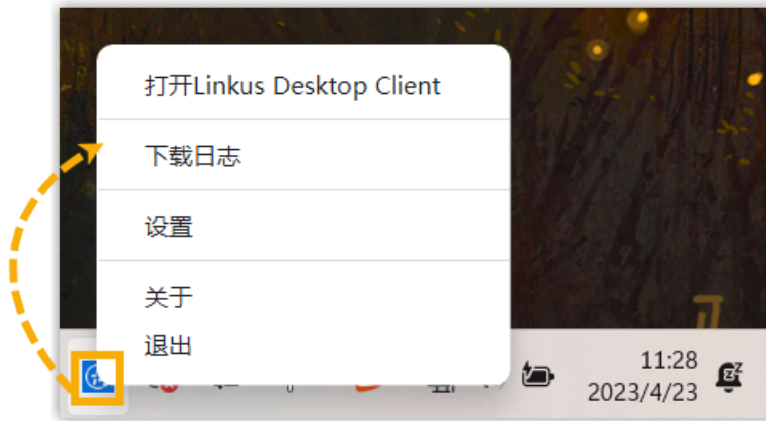 打开Linkus Desktop Client
下载日志
设置
关于
退出
11:28
2023/4/23